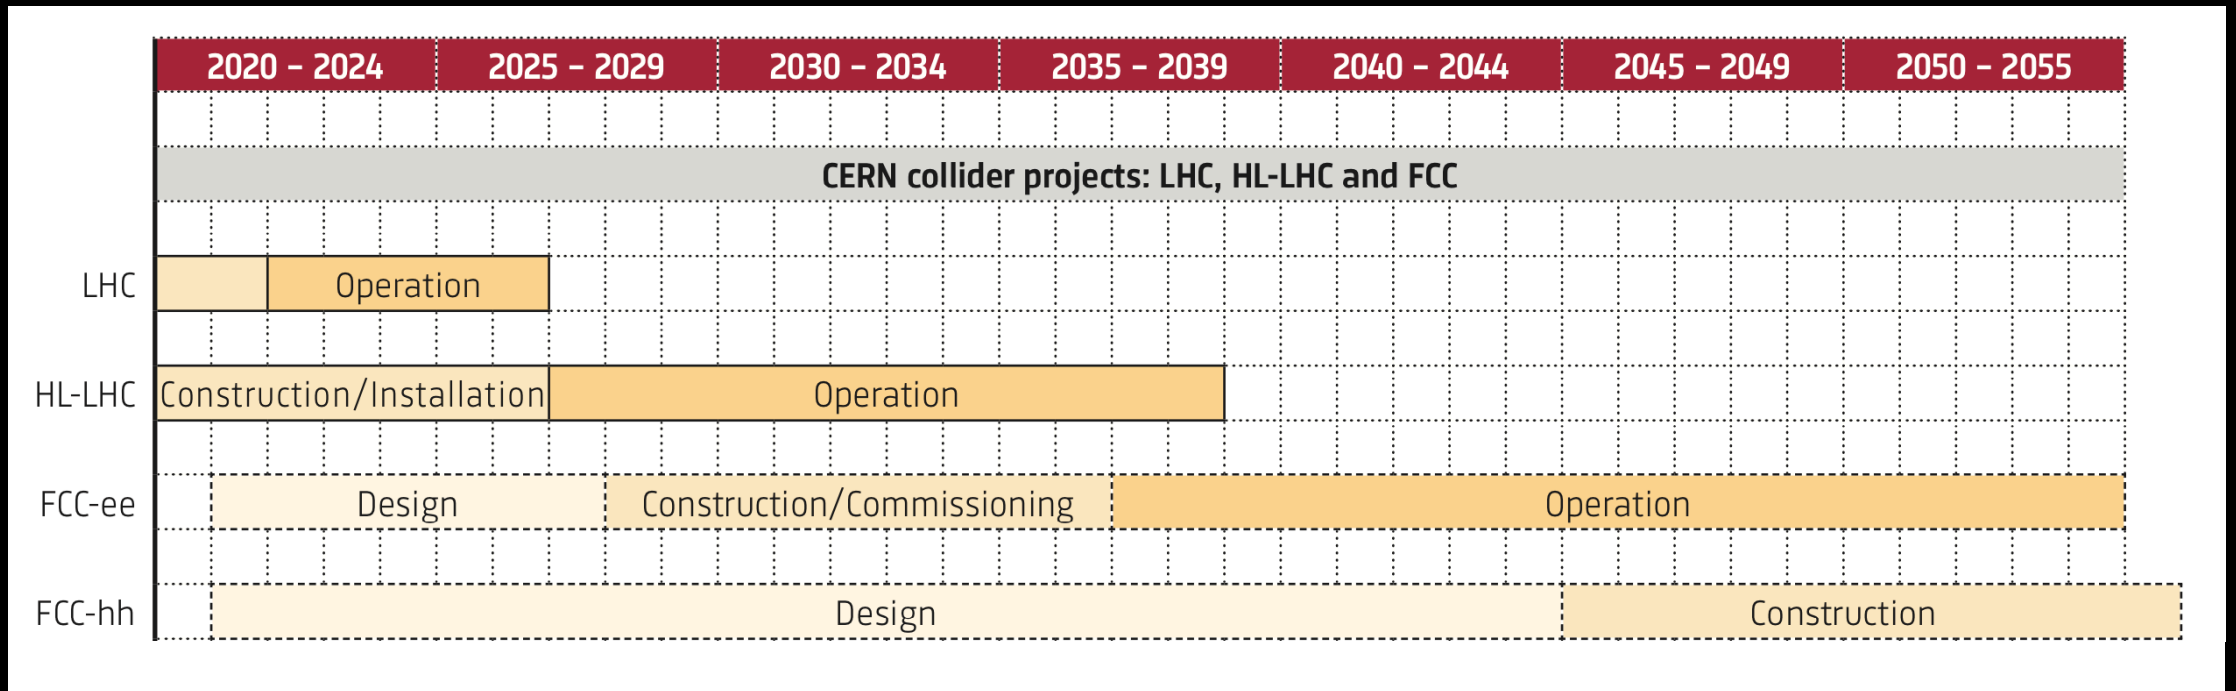 2020 – 2024 2025 – 2029 2030 – 2034 2035 – 2039 2040 – 2044 2045 – 2049 2050 – 2055
CERN collider projects: LHC, HL-LHC and FCC
LHC Operation
HL-LHC Construction/Installation Operation
FCC-ee Design Construction/Commissioning Operation
FCC-hh Design Construction